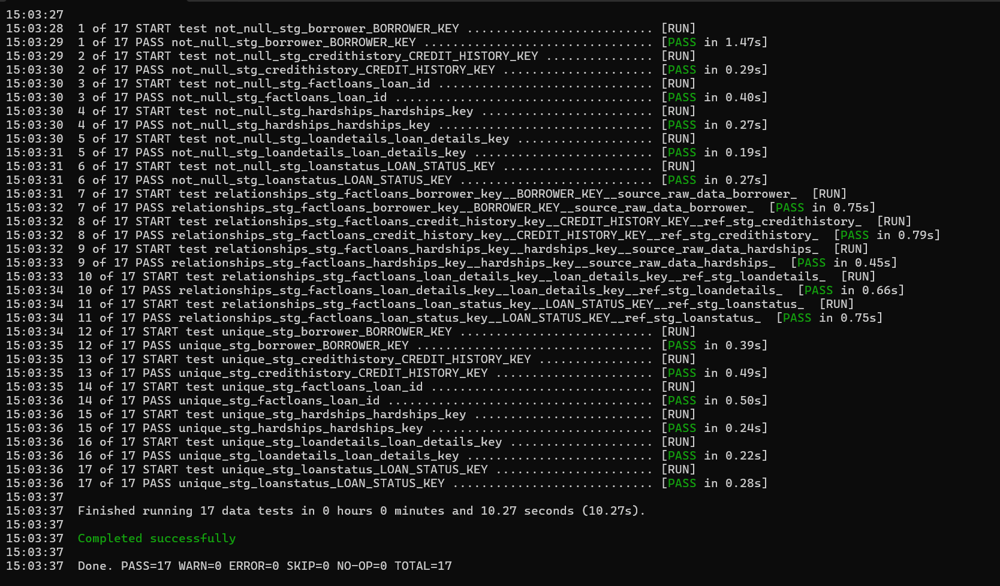 15:03:27
15:03:28  1 of 17 START test not_null_stg_borrower_BORROWER_KEY .......................... [RUN]
15:03:29  1 of 17 PASS not_null_stg_borrower_BORROWER_KEY ................................ [PASS in 1.47s]
15:03:29  2 of 17 START test not_null_stg_credithistory_CREDIT_HISTORY_KEY ............... [RUN]
15:03:30  2 of 17 PASS not_null_stg_credithistory_CREDIT_HISTORY_KEY ..................... [PASS in 0.29s]
15:03:30  3 of 17 START test not_null_stg_factloans_loan_id .............................. [RUN]
15:03:30  3 of 17 PASS not_null_stg_factloans_loan_id .................................... [PASS in 0.40s]
15:03:30  4 of 17 START test not_null_stg_hardships_hardships_key ........................ [RUN]
15:03:30  4 of 17 PASS not_null_stg_hardships_hardships_key .............................. [PASS in 0.27s]
15:03:30  5 of 17 START test not_null_stg_loandetails_loan_details_key ................... [RUN]
15:03:31  5 of 17 PASS not_null_stg_loandetails_loan_details_key ......................... [PASS in 0.19s]
15:03:31  6 of 17 START test not_null_stg_loanstatus_LOAN_STATUS_KEY ..................... [RUN]
15:03:31  6 of 17 PASS not_null_stg_loanstatus_LOAN_STATUS_KEY ........................... [PASS in 0.27s]
15:03:31  7 of 17 START test relationships_stg_factloans_borrower_key__BORROWER_KEY__source_raw_data_borrower_  [RUN]
15:03:32  7 of 17 PASS relationships_stg_factloans_borrower_key__BORROWER_KEY__source_raw_data_borrower_  [PASS in 0.75s]
15:03:32  8 of 17 START test relationships_stg_factloans_credit_history_key__CREDIT_HISTORY_KEY__ref_stg_credithistory_  [RUN]
15:03:32  8 of 17 PASS relationships_stg_factloans_credit_history_key__CREDIT_HISTORY_KEY__ref_stg_credithistory_  [PASS in 0.79s]
15:03:32  9 of 17 START test relationships_stg_factloans_hardships_key__hardships_key__source_raw_data_hardships_  [RUN]
15:03:33  9 of 17 PASS relationships_stg_factloans_hardships_key__hardships_key__source_raw_data_hardships_  [PASS in 0.45s]
15:03:33  10 of 17 START test relationships_stg_factloans_loan_details_key__loan_details_key__ref_stg_loandetails_  [RUN]
15:03:34  10 of 17 PASS relationships_stg_factloans_loan_details_key__loan_details_key__ref_stg_loandetails_  [PASS in 0.66s]
15:03:34  11 of 17 START test relationships_stg_factloans_loan_status_key__LOAN_STATUS_KEY__ref_stg_loanstatus_  [RUN]
15:03:34  11 of 17 PASS relationships_stg_factloans_loan_status_key__LOAN_STATUS_KEY__ref_stg_loanstatus_  [PASS in 0.75s]
15:03:34  12 of 17 START test unique_stg_borrower_BORROWER_KEY ........................... [RUN]
15:03:35  12 of 17 PASS unique_stg_borrower_BORROWER_KEY ................................. [PASS in 0.39s]
15:03:35  13 of 17 START test unique_stg_credithistory_CREDIT_HISTORY_KEY ................ [RUN]
15:03:35  13 of 17 PASS unique_stg_credithistory_CREDIT_HISTORY_KEY ...................... [PASS in 0.49s]
15:03:35  14 of 17 START test unique_stg_factloans_loan_id ............................... [RUN]
15:03:36  14 of 17 PASS unique_stg_factloans_loan_id ..................................... [PASS in 0.50s]
15:03:36  15 of 17 START test unique_stg_hardships_hardships_key ......................... [RUN]
15:03:36  15 of 17 PASS unique_stg_hardships_hardships_key ............................... [PASS in 0.24s]
15:03:36  16 of 17 START test unique_stg_loandetails_loan_details_key .................... [RUN]
15:03:36  16 of 17 PASS unique_stg_loandetails_loan_details_key .......................... [PASS in 0.22s]
15:03:36  17 of 17 START test unique_stg_loanstatus_LOAN_STATUS_KEY ...................... [RUN]
15:03:36  17 of 17 PASS unique_stg_loanstatus_LOAN_STATUS_KEY ............................ [PASS in 0.28s]
15:03:37
15:03:37  Finished running 17 data tests in 0 hours 0 minutes and 10.27 seconds (10.27s).
15:03:37
15:03:37  Completed successfully
15:03:37
15:03:37  Done. PASS=17 WARN=0 ERROR=0 SKIP=0 NO-OP=0 TOTAL=17